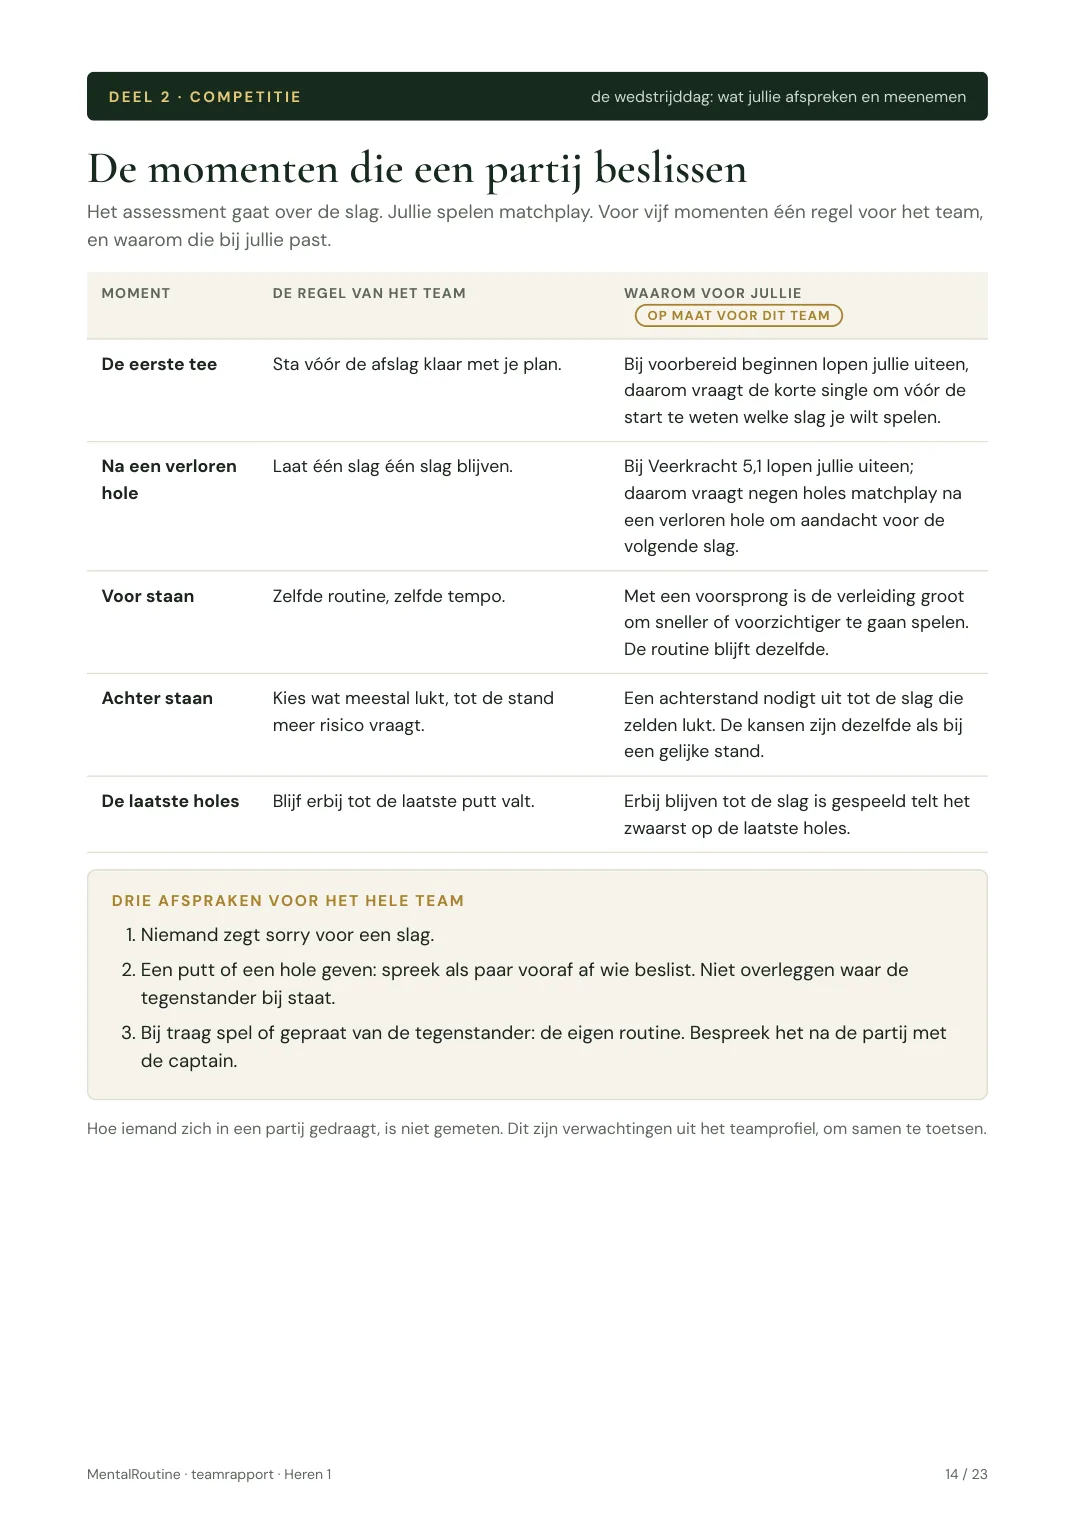 DEEL 2 · COMPETITIE
de wedstrijddag: wat jullie afspreken en meenemen
De momenten die een partij beslissen
Het assessment gaat over de slag. Jullie spelen matchplay. Voor vijf momenten één regel voor het team,
en waarom die bij jullie past.
MOMENT
DE REGEL VAN HET TEAM
WAAROM VOOR JULLIE
OP MAAT VOOR DIT TEAM
De eerste tee
Sta vóór de afslag klaar met je plan.
Bij voorbereid beginnen lopen jullie uiteen,
daarom vraagt de korte single om vóór de
start te weten welke slag je wilt spelen.
Na een verloren
hole
Laat één slag één slag blijven.
Bij Veerkracht 5,1 lopen jullie uiteen;
daarom vraagt negen holes matchplay na
een verloren hole om aandacht voor de
volgende slag.
Voor staan
Zelfde routine, zelfde tempo.
Met een voorsprong is de verleiding groot
om sneller of voorzichtiger te gaan spelen.
De routine blijft dezelfde.
Achter staan
Kies wat meestal lukt, tot de stand
meer risico vraagt.
Een achterstand nodigt uit tot de slag die
zelden lukt. De kansen zijn dezelfde als bij
een gelijke stand.
De laatste holes
Blijf erbij tot de laatste putt valt.
Erbij blijven tot de slag is gespeeld telt het
zwaarst op de laatste holes.
DRIE AFSPRAKEN VOOR HET HELE TEAM
1. Niemand zegt sorry voor een slag.
2. Een putt of een hole geven: spreek als paar vooraf af wie beslist. Niet overleggen waar de
tegenstander bij staat.
3. Bij traag spel of gepraat van de tegenstander: de eigen routine. Bespreek het na de partij met
de captain.
Hoe iemand zich in een partij gedraagt, is niet gemeten. Dit zijn verwachtingen uit het teamprofiel, om samen te toetsen.
MentalRoutine · teamrapport · Heren 1
14 / 23